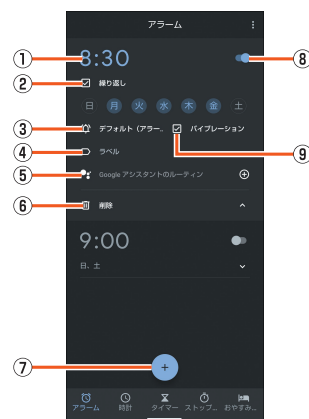 アラーム
① 8:30 ⑧
② 繰り返し
日 月 火 水 木 金 土
③ デフォルト（アラー.. バイブレーション
④ ラベル ⑨
⑤ Google アシスタントのルーティン
⑥ 削除
9:00
日、土
⑦ +
アラーム 時計 タイマー ストップ... おやすみ...